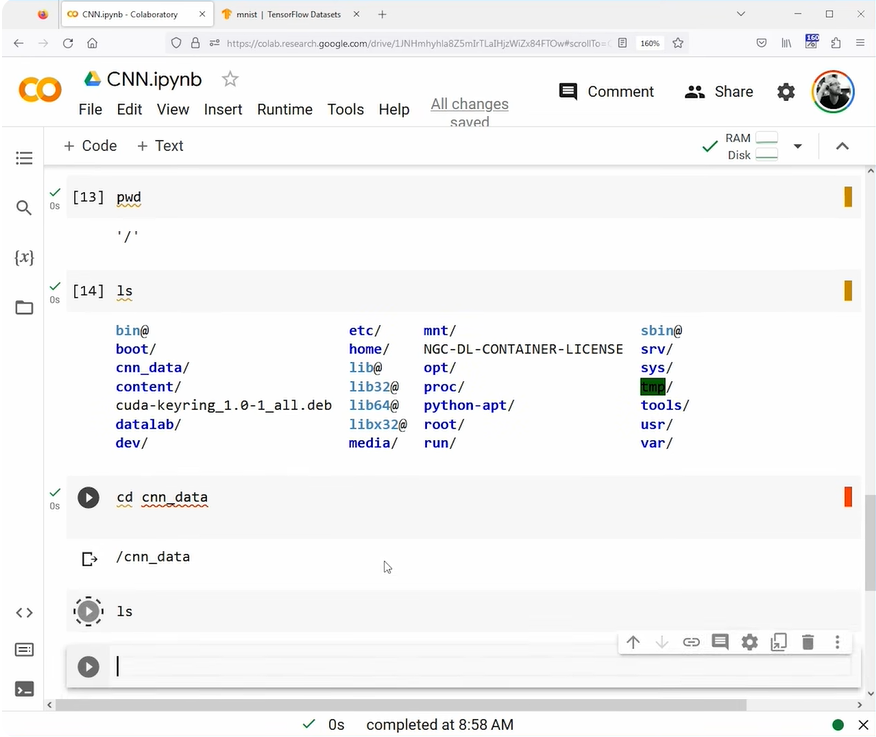 CNN.ipynb - Colaboratory
mnist | TensorFlow Datasets
https://colab.research.google.com/drive/1JNHmhyhla8Z5mIrTLaIHjzWiZx84FTOw#scrollTo=
160%
160
CO
CNN.ipynb
File Edit View Insert Runtime Tools Help All changes saved
Comment Share
+ Code + Text
RAM
Disk
[13] pwd
0s
'/'
[14] ls
0s
bin@ etc/ mnt/ sbin@
boot/ home/ NGC-DL-CONTAINER-LICENSE srv/
cnn_data/ lib@ opt/ sys/
content/ lib32@ proc/ tmp/
cuda-keyring_1.0-1_all.deb lib64@ python-apt/ tools/
datalab/ libx32@ root/ usr/
dev/ media/ run/ var/
cd cnn_data
0s
/cnn_data
ls
0s completed at 8:58 AM